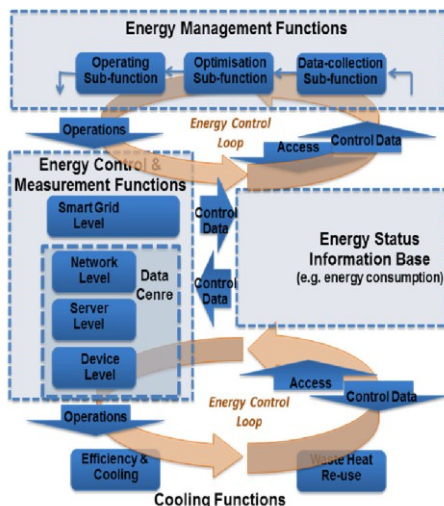 Energy Management Functions
Operating
Sub-function
Optimisation
Sub-function
Data-collection
Sub-function
Operations
Energy Control
Loop
Access
Control Data
Energy Control &
Measurement Functions
Smart Grid
Level
Control
Data
Network
Level
Data
Cenre
Server
Level
Device
Level
Control
Data
Energy Status
Information Base
(e.g. energy consumption)
Operations
Energy Control
Loop
Access
Control Data
Efficiency &
Cooling
Waste Heat
Re-use
Cooling Functions